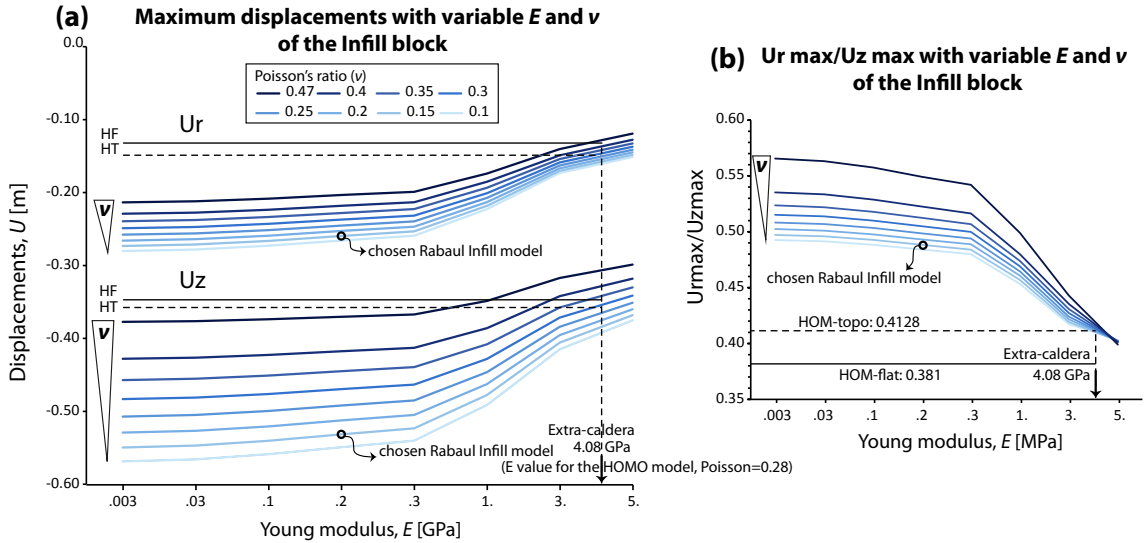 (a)
Maximum displacements with variable E and ν
of the Infill block
0.0
Poisson's ratio (ν)
0.47 0.4 0.35 0.3
0.25 0.2 0.15 0.1
-0.10
Ur
HF
HT
-0.20
ν
chosen Rabaul Infill model
-0.30
Uz
HF
HT
ν
-0.40
-0.50
chosen Rabaul Infill model
Extra-caldera
4.08 GPa
(E value for the HOMO model, Poisson=0.28)
-0.60
Displacements, U [m]
.003 .03 .1 .2 .3 1. 3. 5.
Young modulus, E [GPa]
(b)
Ur max/Uz max with variable E and ν
of the Infill block
0.55
ν
0.50
chosen Rabaul Infill model
0.45
HOM-topo: 0.4128
0.40
Extra-caldera
HOM-flat: 0.381
4.08 GPa
0.35
Urmax/Uzmax
.003 .03 .1 .2 .3 1. 3. 5.
Young modulus, E [MPa]